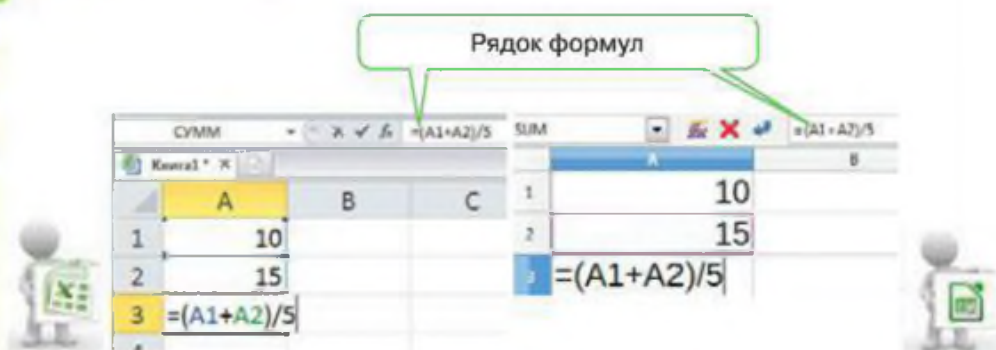 Рядок формул
СУММ =(A1+A2)/5
Книга1 *
A B C
1 10
2 15
3 =(A1+A2)/5
4
SUM =(A1+A2)/5
A B
1 10
2 15
3 =(A1+A2)/5